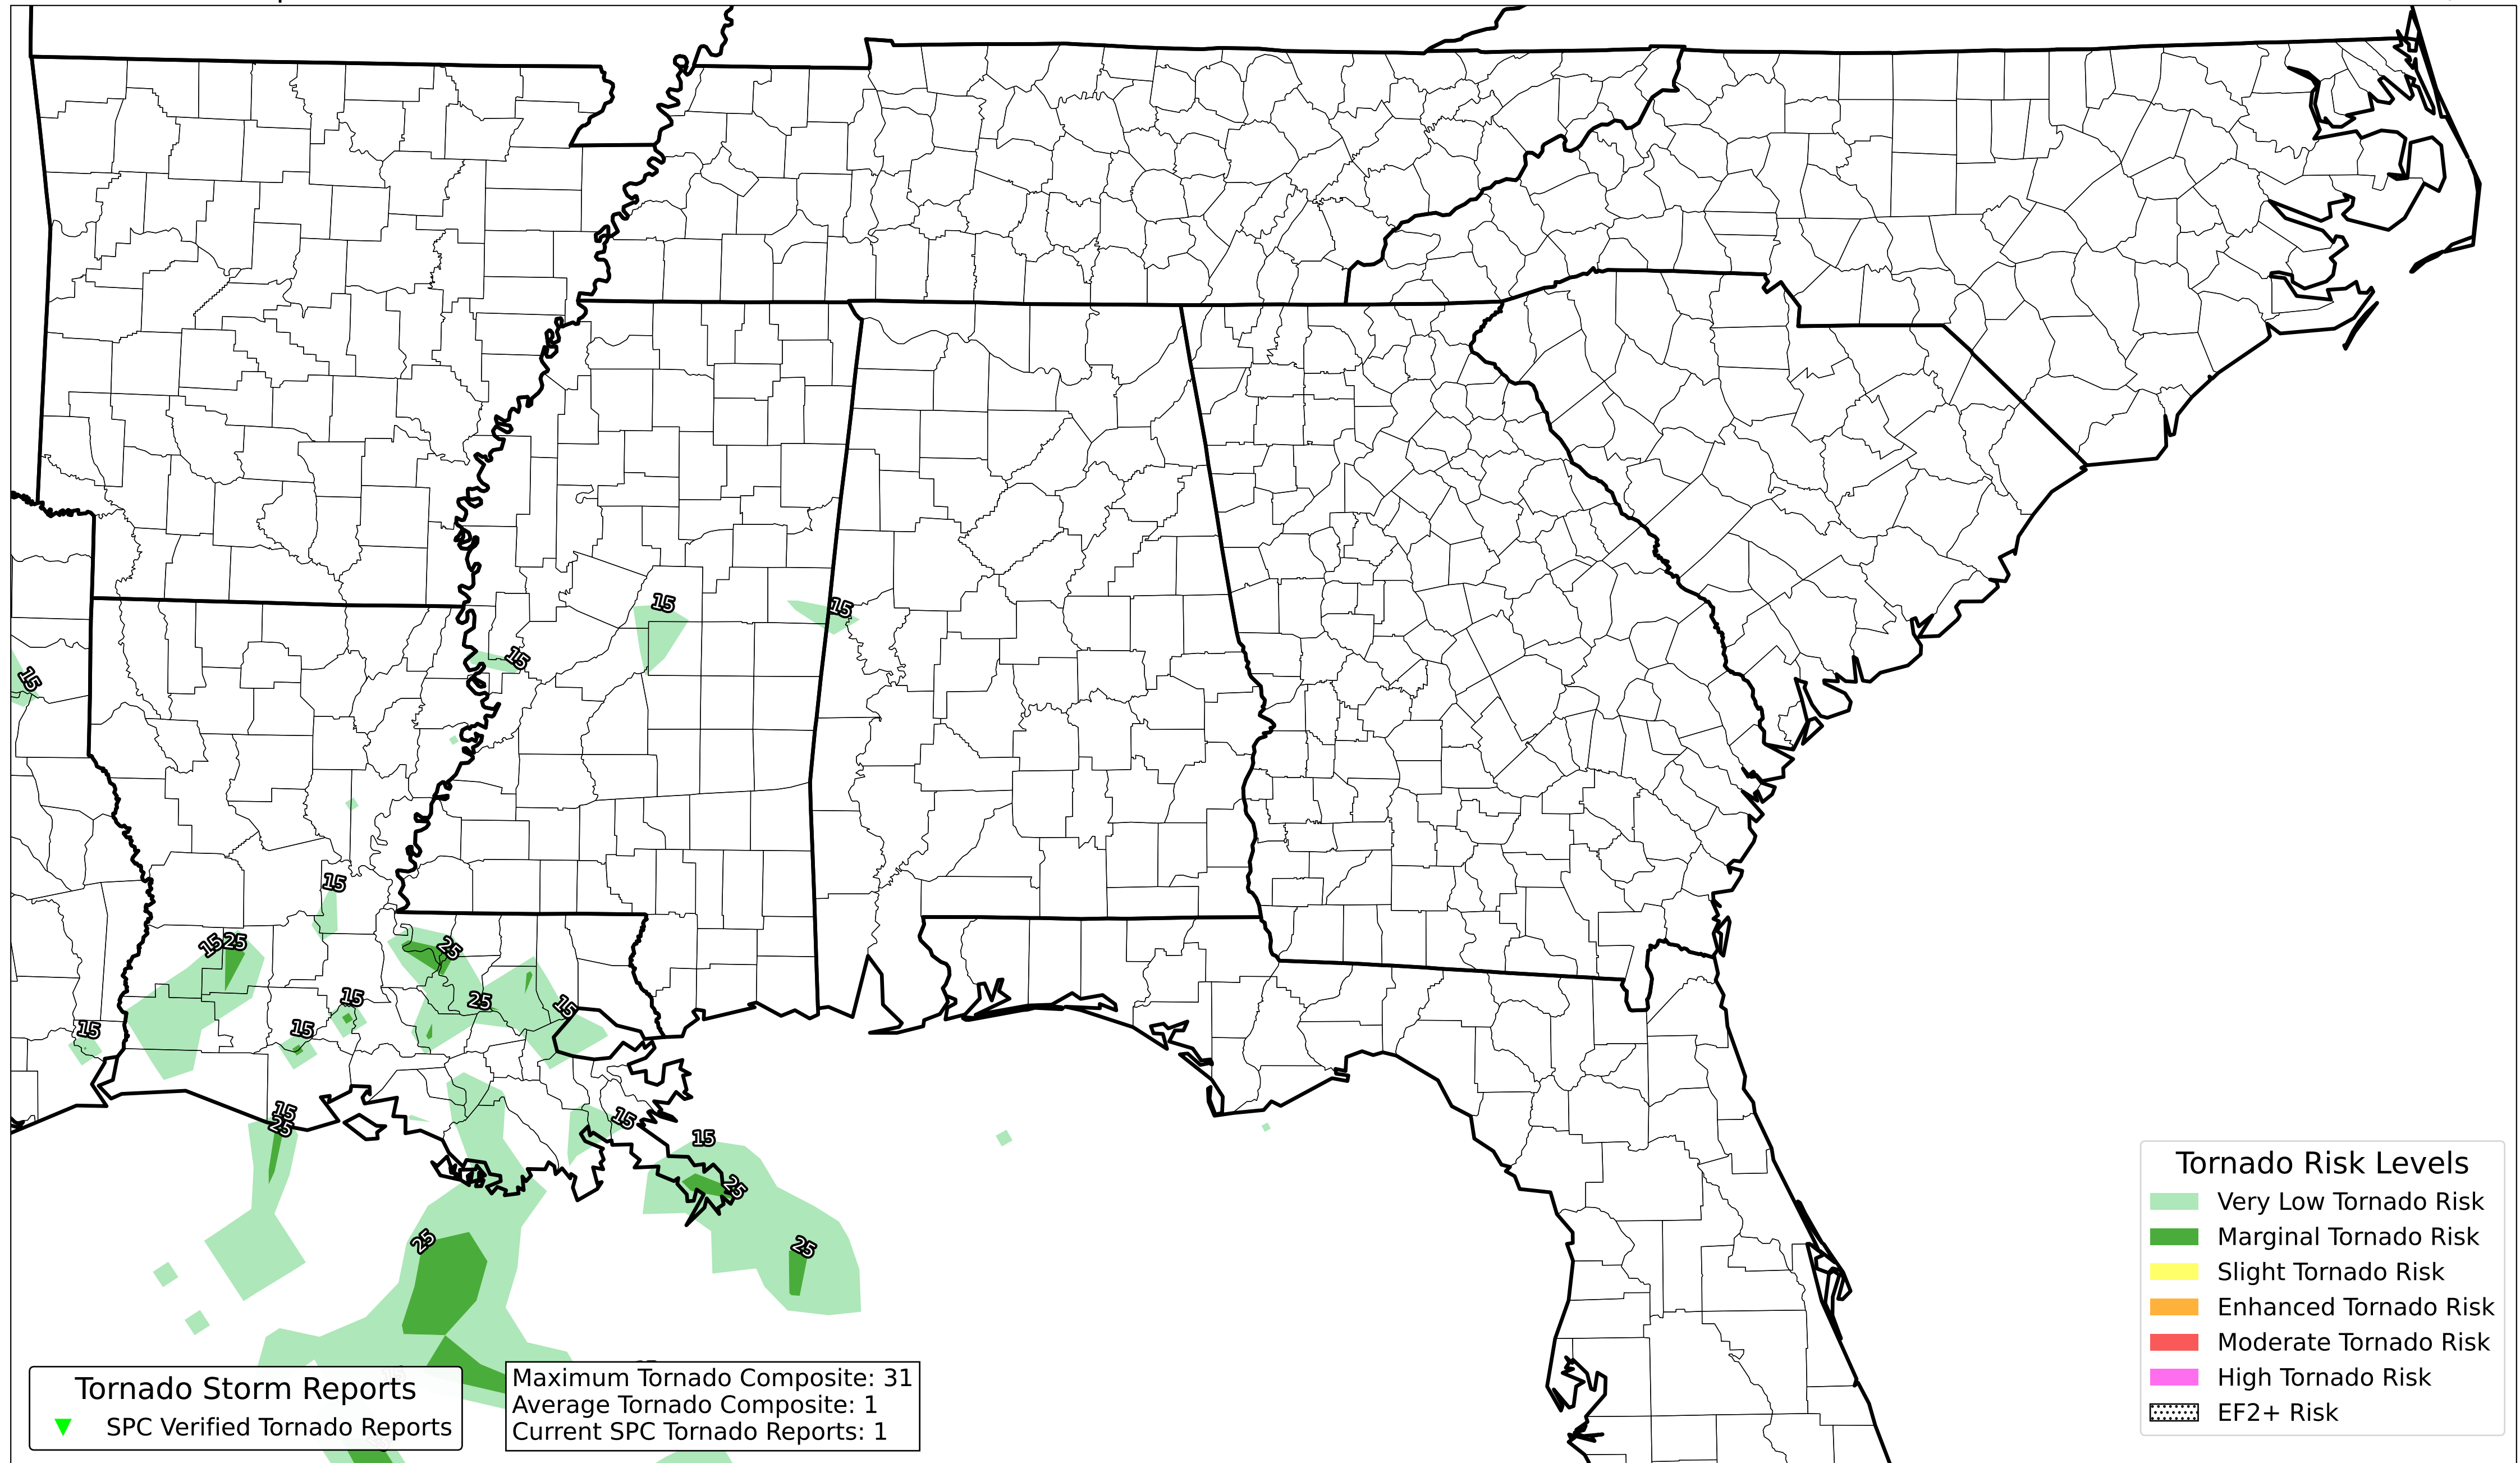 15
15
15
15
15
15 25
25
15
25
15
15
15
15
25
15
15
25
25
25
Tornado Storm Reports
SPC Verified Tornado Reports
Maximum Tornado Composite: 31
Average Tornado Composite: 1
Current SPC Tornado Reports: 1
Tornado Risk Levels
Very Low Tornado Risk
Marginal Tornado Risk
Slight Tornado Risk
Enhanced Tornado Risk
Moderate Tornado Risk
High Tornado Risk
EF2+ Risk